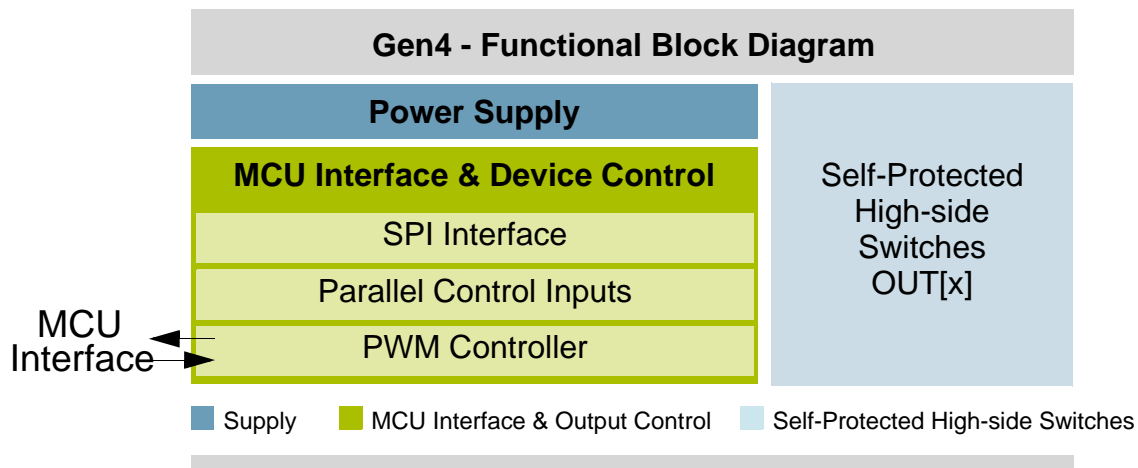 Gen4 - Functional Block Diagram
Power Supply
MCU Interface & Device Control
SPI Interface
Parallel Control Inputs
PWM Controller
Self-Protected
High-side
Switches
OUT[x]
MCU
Interface
Supply
MCU Interface & Output Control
Self-Protected High-side Switches